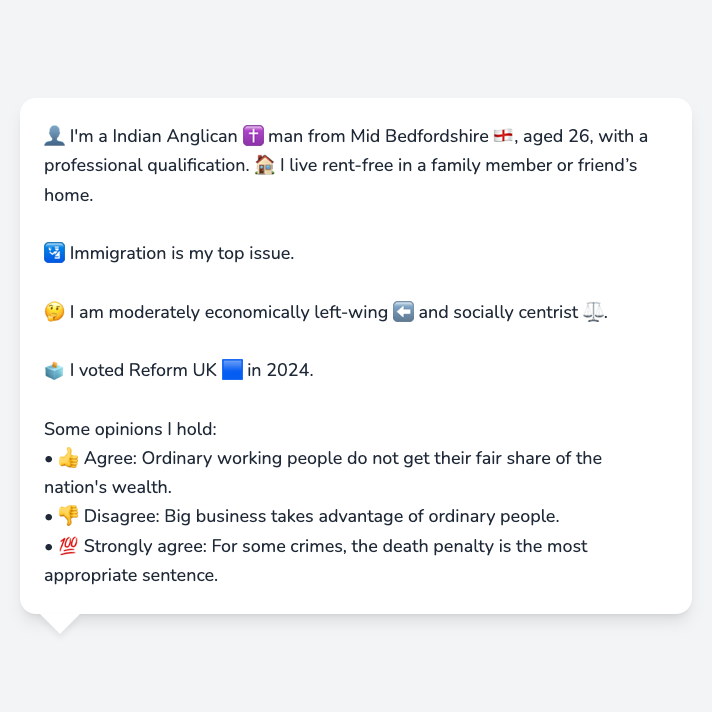 👤 I'm a Indian Anglican ✝️ man from Mid Bedfordshire 🏴󠁧󠁢󠁥󠁮󠁧󠁿, aged 26, with a
professional qualification. 🏠 I live rent-free in a family member or friend’s
home.
🛂 Immigration is my top issue.
🤔 I am moderately economically left-wing ⬅️ and socially centrist ⚖️.
🗳️ I voted Reform UK 🟦 in 2024.
Some opinions I hold:
• 👍 Agree: Ordinary working people do not get their fair share of the
nation's wealth.
• 👎 Disagree: Big business takes advantage of ordinary people.
• 💯 Strongly agree: For some crimes, the death penalty is the most
appropriate sentence.